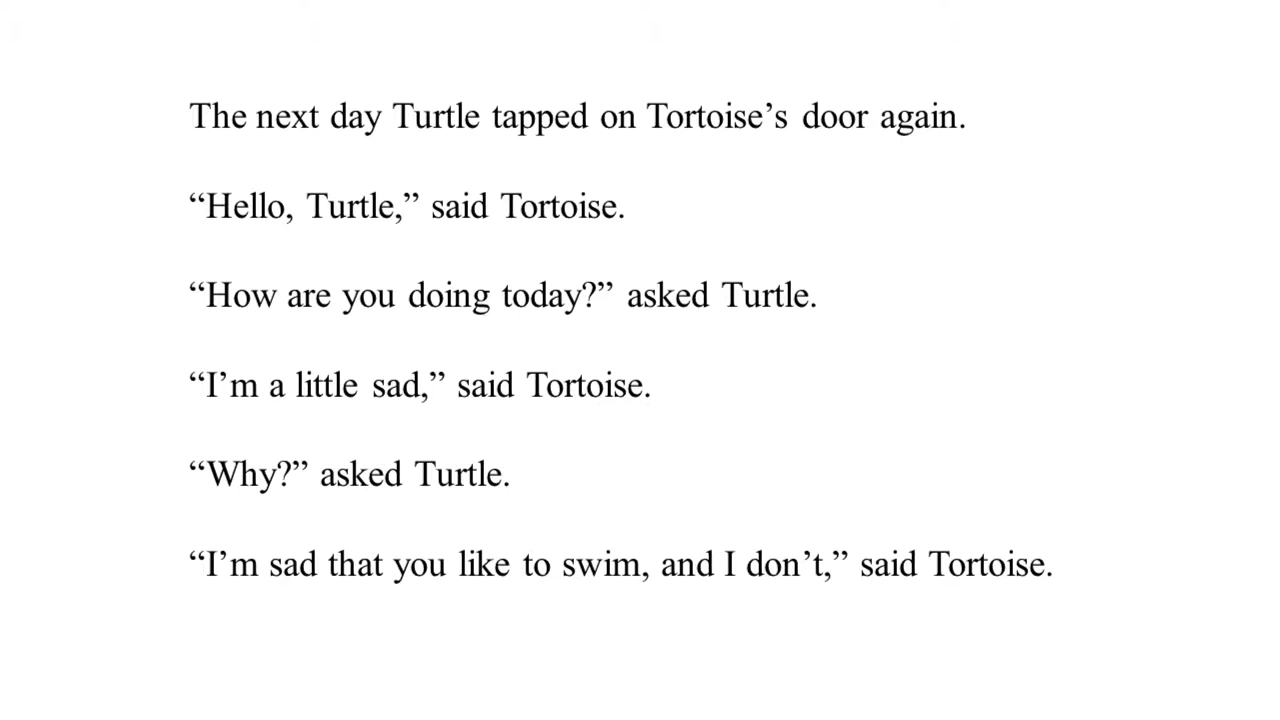 The next day Turtle tapped on Tortoise’s door again.
“Hello, Turtle,” said Tortoise.
“How are you doing today?” asked Turtle.
“I’m a little sad,” said Tortoise.
“Why?” asked Turtle.
“I’m sad that you like to swim, and I don’t,” said Tortoise.